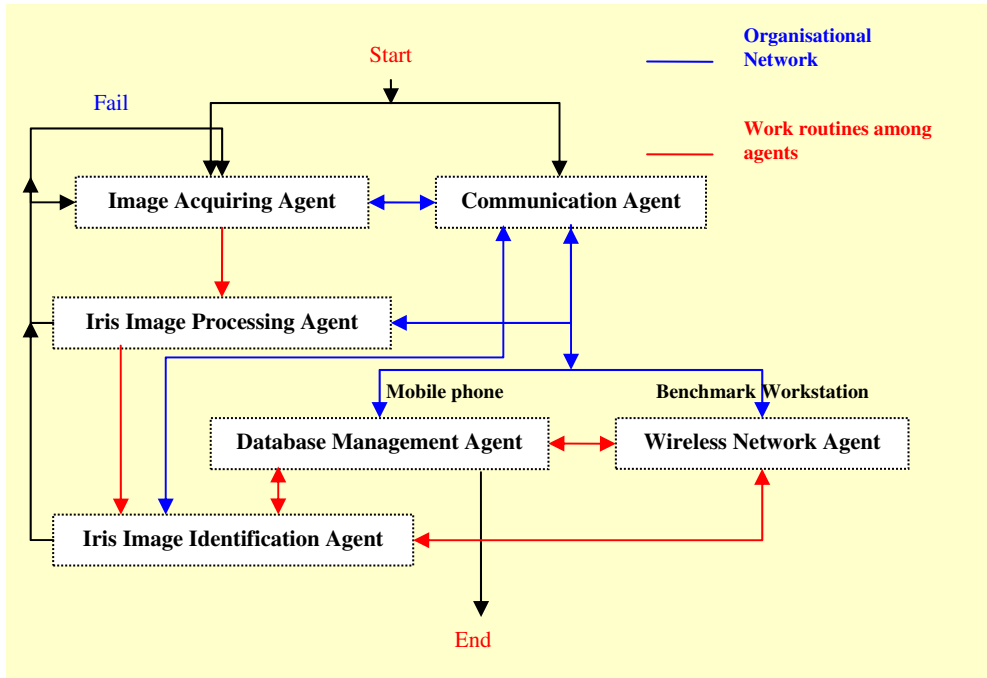 Organisational
Network
Start
Fail
Work routines among
agents
Image Acquiring Agent
Communication Agent
Iris Image Processing Agent
Mobile phone
Benchmark Workstation
Database Management Agent
Wireless Network Agent
Iris Image Identification Agent
End